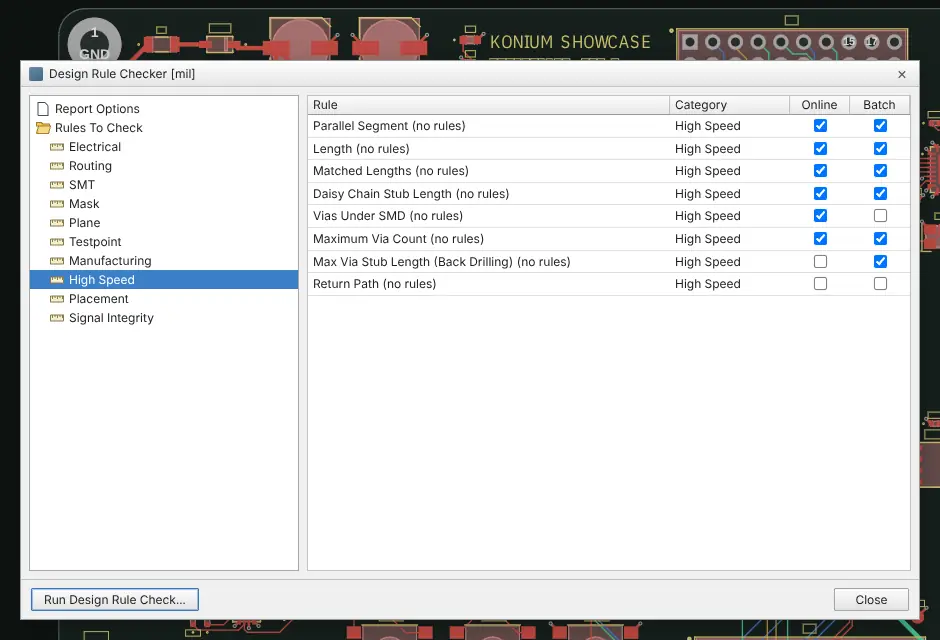 1
GND
KONIUM SHOWCASE
15 17
Design Rule Checker [mil]
Report Options
Rules To Check
Electrical
Routing
SMT
Mask
Plane
Testpoint
Manufacturing
High Speed
Placement
Signal Integrity
Rule Category Online Batch
Parallel Segment (no rules) High Speed
Length (no rules) High Speed
Matched Lengths (no rules) High Speed
Daisy Chain Stub Length (no rules) High Speed
Vias Under SMD (no rules) High Speed
Maximum Via Count (no rules) High Speed
Max Via Stub Length (Back Drilling) (no rules) High Speed
Return Path (no rules) High Speed
Run Design Rule Check... Close